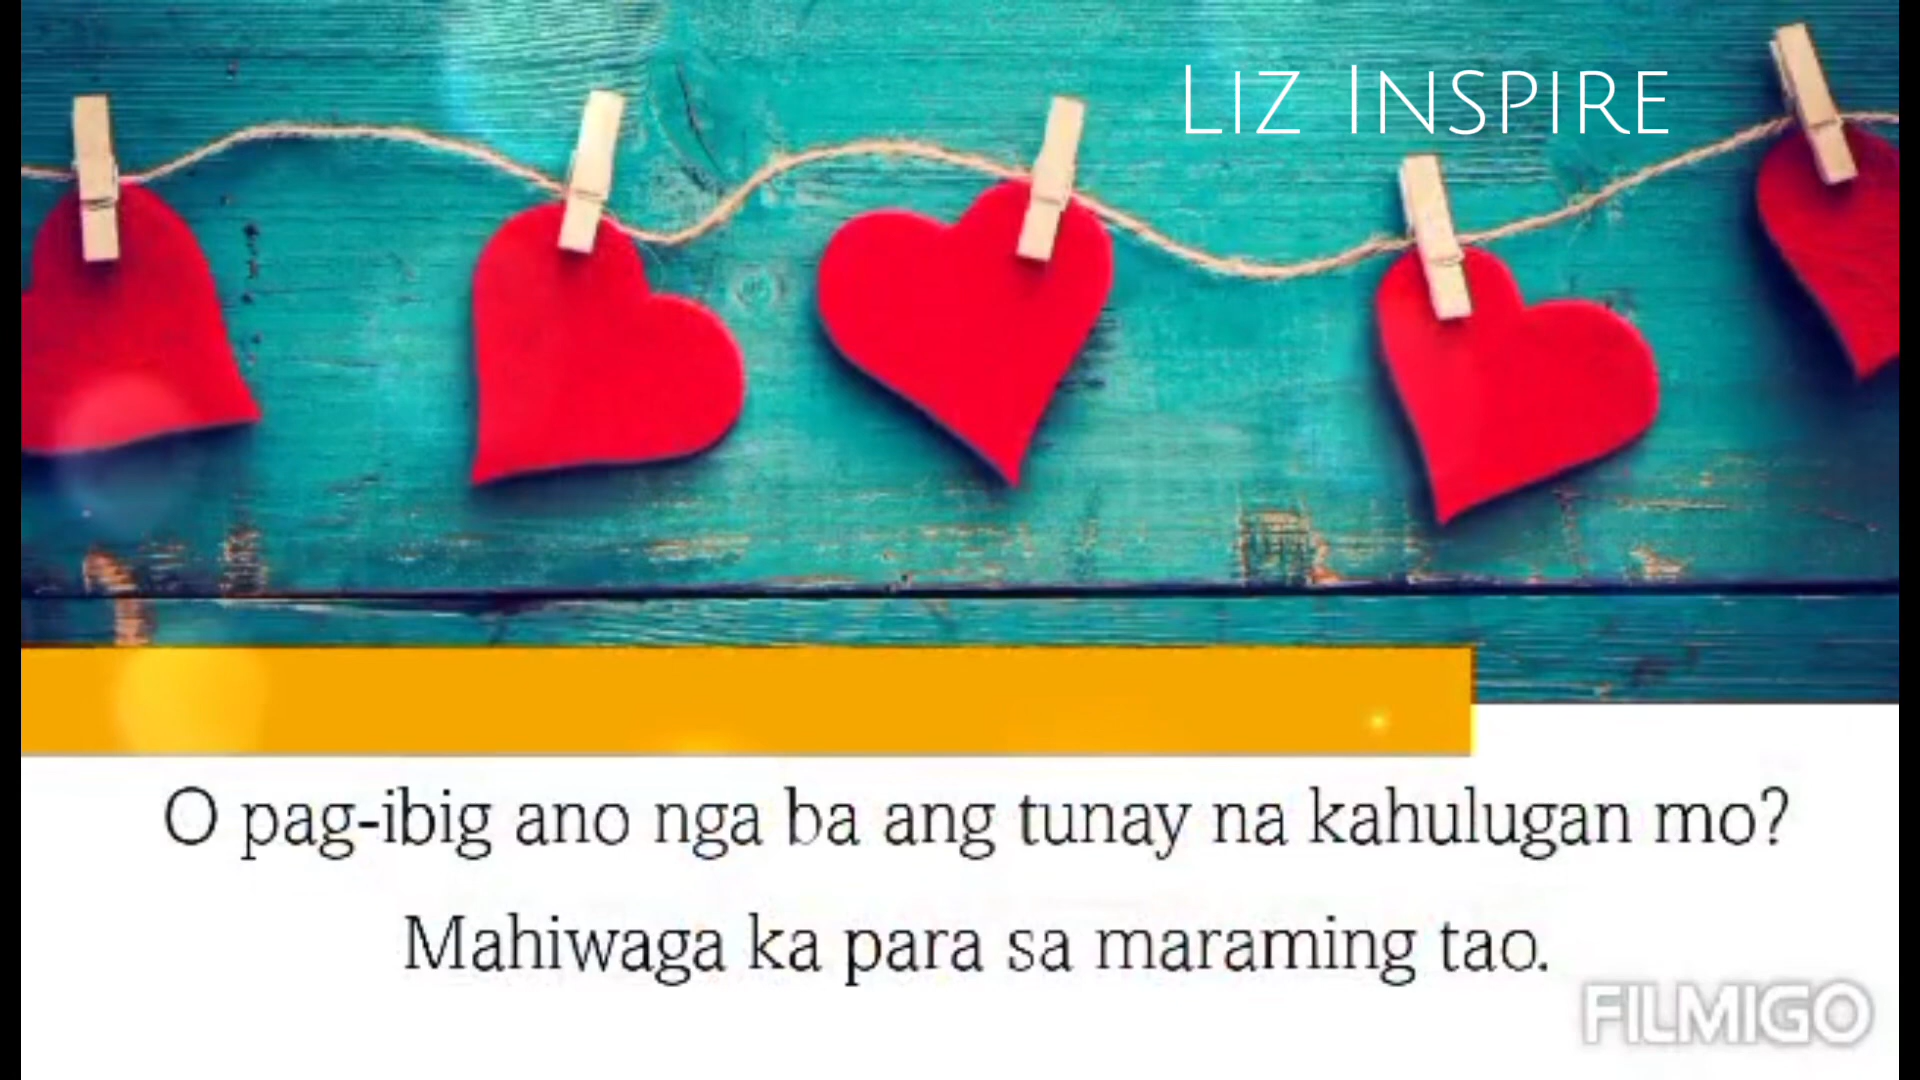 LIZ INSPIRE
O pag-ibig ano nga ba ang tunay na kahulugan mo?
Mahiwaga ka para sa maraming tao.
FILMIGO